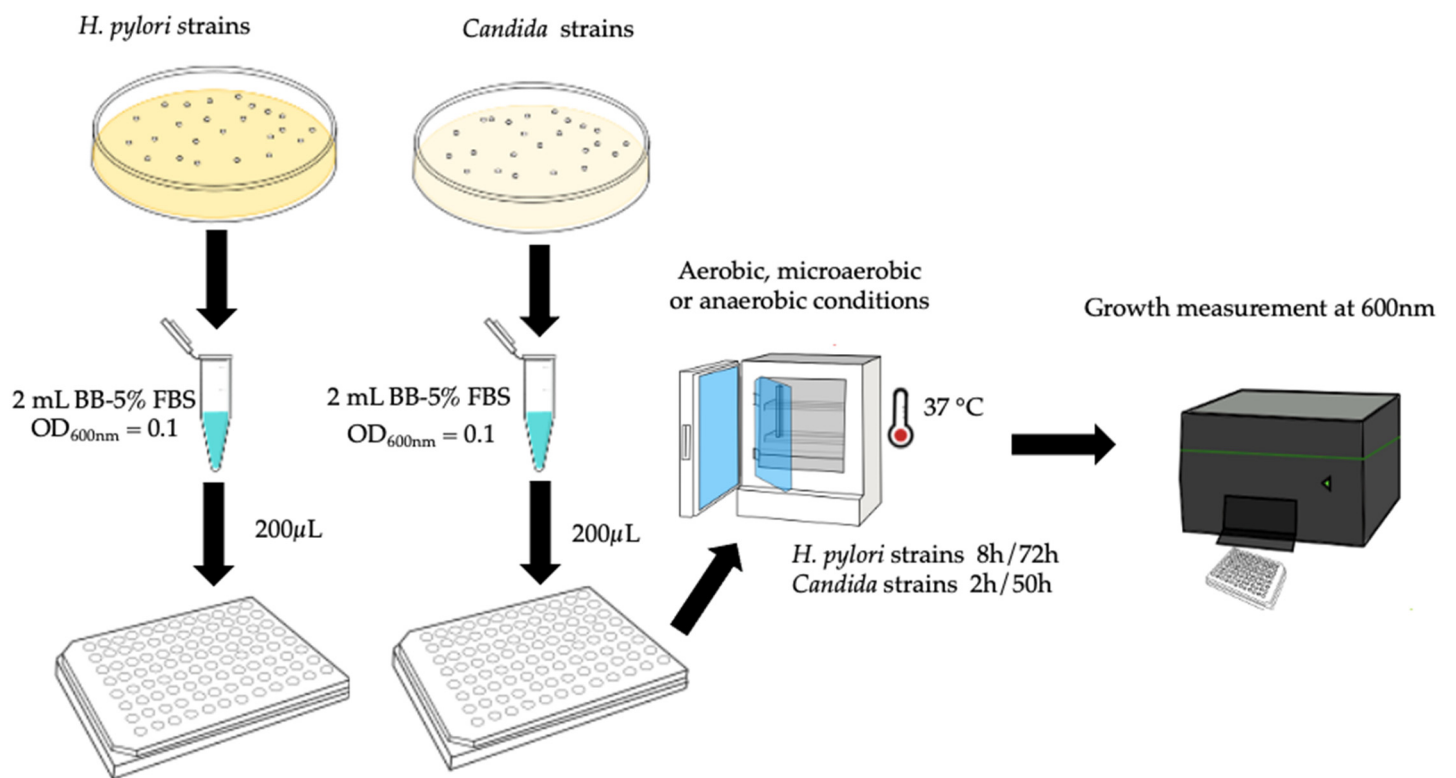 H. pylori strains
Candida strains
Aerobic, microaerobic
or anaerobic conditions
Growth measurement at 600nm
2 mL BB-5% FBS
OD600nm = 0.1
2 mL BB-5% FBS
OD600nm = 0.1
37 °C
200µL
200µL
H. pylori strains 8h/72h
Candida strains 2h/50h